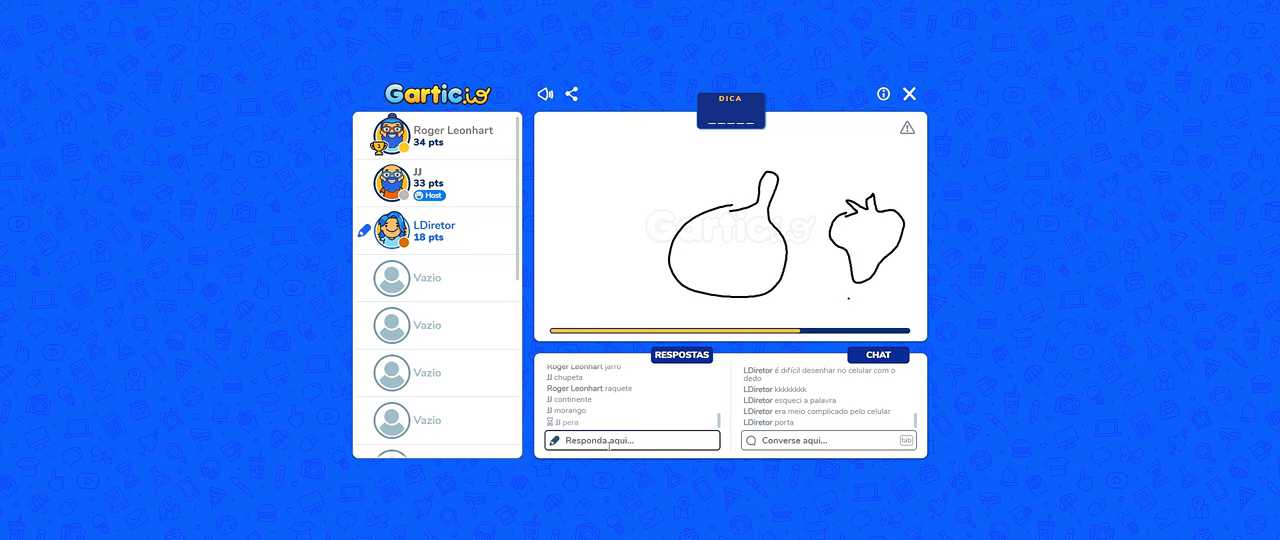 Gartic.io
DICA
_ _ _ _ _
Roger Leonhart
34 pts
JJ
33 pts
Host
LDiretor
18 pts
Vazio
Vazio
Vazio
Vazio
Gartic.io
RESPOSTAS
Roger Leonhart jarro
JJ chupeta
Roger Leonhart raquete
JJ continente
JJ morango
JJ pera
Responda aqui...
CHAT
LDiretor é difícil desenhar no celular com o
dedo
LDiretor kkkkkkkk
LDiretor esqueci a palavra
LDiretor era meio complicado pelo celular
LDiretor porta
Converse aqui...
tab